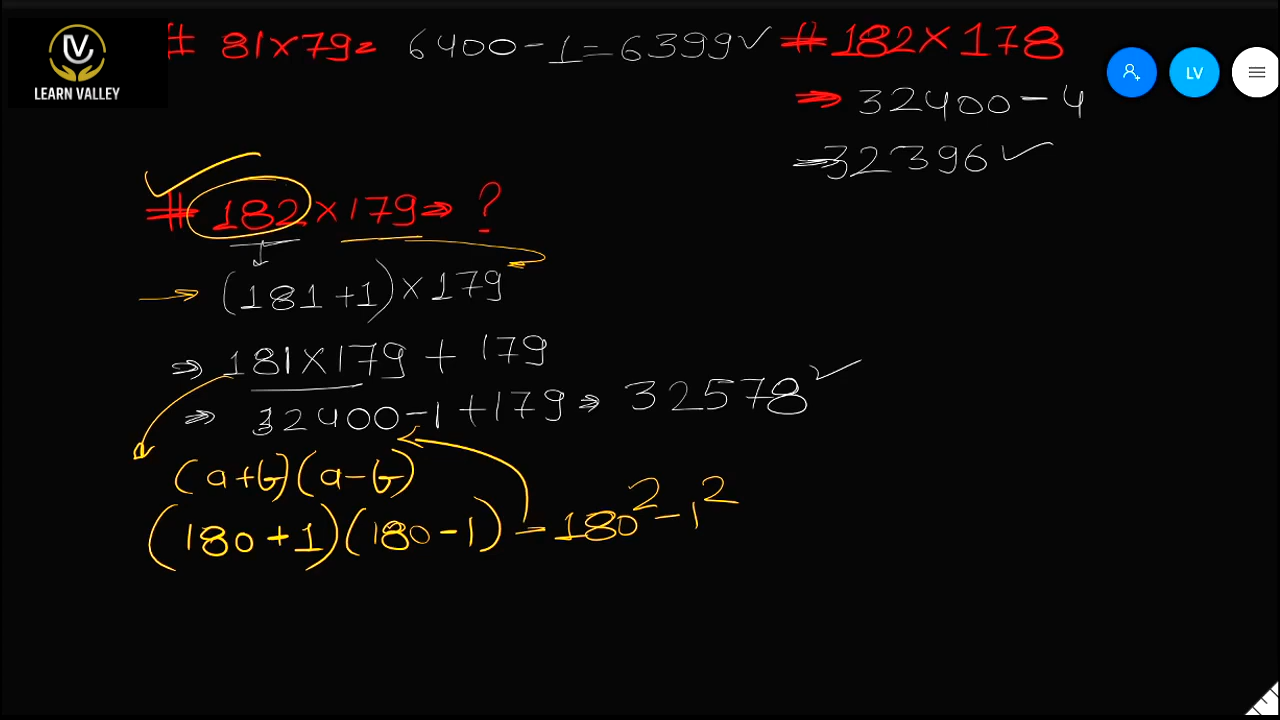 LEARN VALLEY
# 81×79= 6400-1=6399✓
# 182×178
⇒ 32400-4
⇒32396✓
LV
# 182×179⇒ ?
→ (181+1)×179
⇒ 181×179 + 179
⇒ 32400-1+179⇒ 32578✓
(a+b)(a-b)
(180+1)(180-1) = 180²-1²